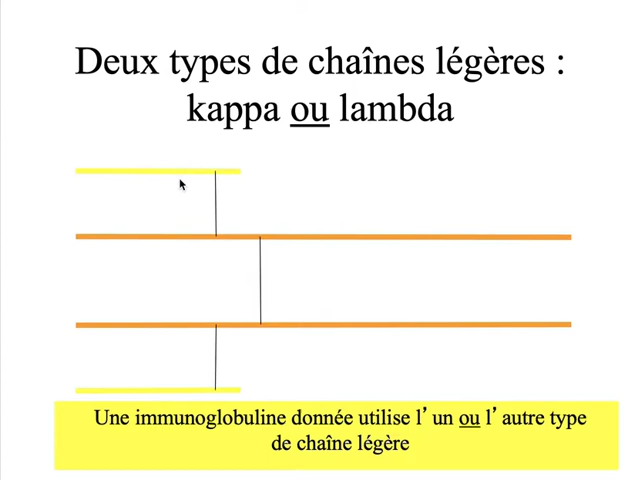 Deux types de chaînes légères :
kappa ou lambda
Une immunoglobuline donnée utilise l’un ou l’autre type
de chaîne légère